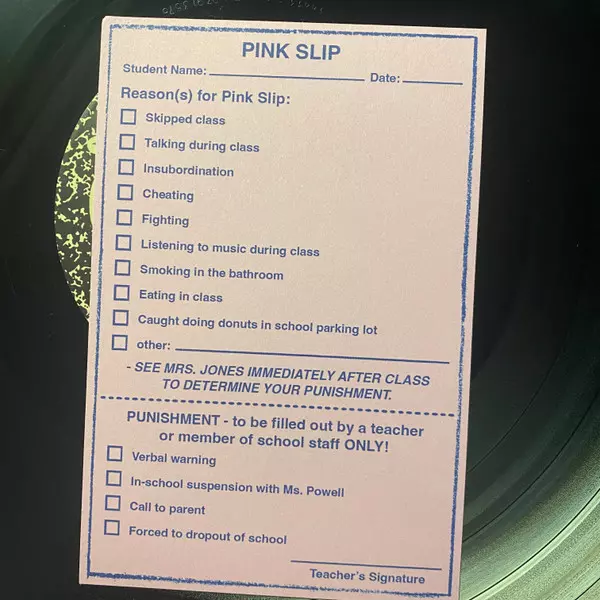 PINK SLIP
Student Name: Date:
Reason(s) for Pink Slip:
Skipped class
Talking during class
Insubordination
Cheating
Fighting
Listening to music during class
Smoking in the bathroom
Eating in class
Caught doing donuts in school parking lot
other:
- SEE MRS. JONES IMMEDIATELY AFTER CLASS
TO DETERMINE YOUR PUNISHMENT.
PUNISHMENT - to be filled out by a teacher
or member of school staff ONLY!
Verbal warning
In-school suspension with Ms. Powell
Call to parent
Forced to dropout of school
Teacher's Signature